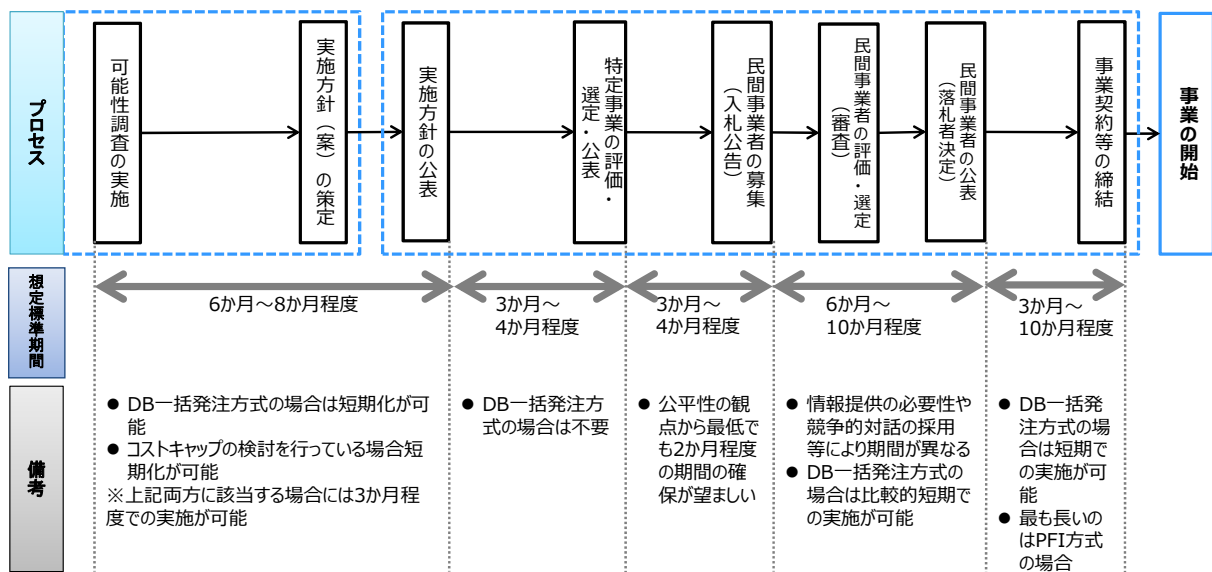 プロセス
可能性調査の実施
実施方針（案）の策定
実施方針の公表
特定事業の評価・
選定・公表
民間事業者の募集
（入札公告）
民間事業者の評価・選定
（審査）
民間事業者の公表
（落札者決定）
事業契約等の締結
事業の開始
想定標準期間
6か月～8か月程度
3か月～
4か月程度
3か月～
4か月程度
6か月～
10か月程度
3か月～
10か月程度
備考
● DB一括発注方式の場合は短期化が可
能
● コストキャップの検討を行っている場合短
期化が可能
※上記両方に該当する場合には3か月程
度での実施が可能
● DB一括発注方
式の場合は不要
● 公平性の観
点から最低で
も2か月程度
の期間の確
保が望ましい
● 情報提供の必要性や
競争的対話の採用
等により期間が異なる
● DB一括発注方式の
場合は比較的短期で
の実施が可能
● DB一括発
注方式の場
合は短期で
の実施が可
能
● 最も長いの
はPFI方式
の場合